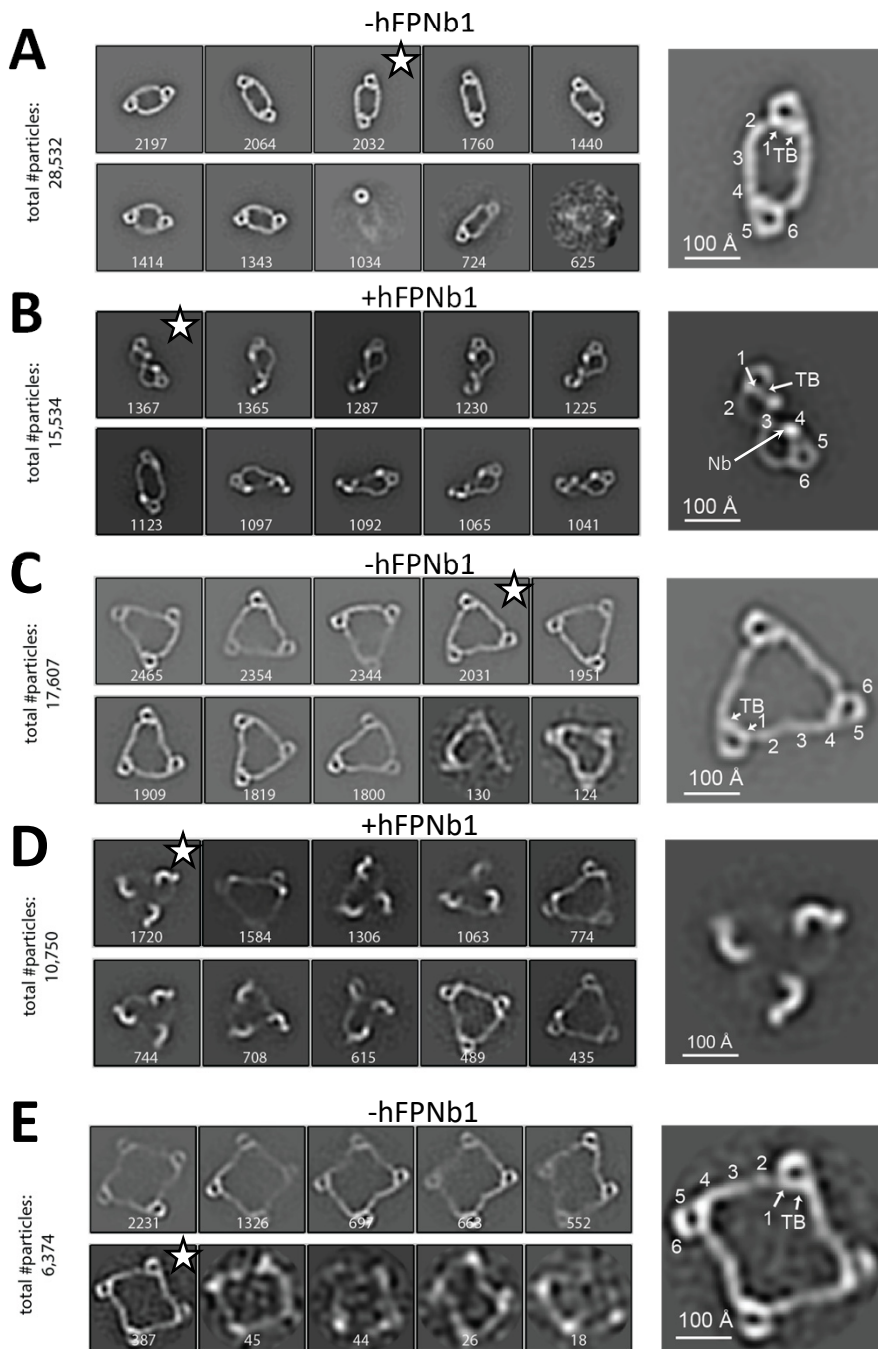 A
-hFPNb1
total #particles:
28,532
2197 2064 2032 1760 1440
1414 1343 1034 724 625
2
1 TB
3
4
5 6
100 Å
B
+hFPNb1
total #particles:
15,534
1367 1365 1287 1230 1225
1123 1097 1092 1065 1041
1
TB
2
3 4
5
Nb
6
100 Å
C
-hFPNb1
total #particles:
17,607
2465 2354 2344 2031 1951
1909 1819 1800 130 124
6
TB
1
2 3 4 5
100 Å
D
+hFPNb1
total #particles:
10,750
1720 1584 1306 1063 774
744 708 615 489 435
100 Å
E
-hFPNb1
total #particles:
6,374
2231 1326 697 663 552
387 45 44 26 18
2
3
4
5
1 TB
6
100 Å